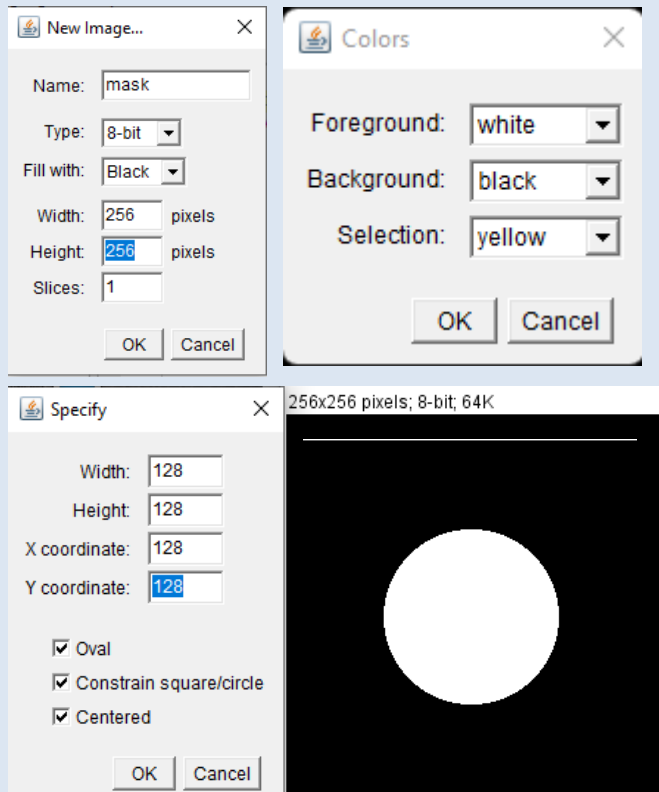 New Image...
Name: mask
Type: 8-bit
Fill with: Black
Width: 256 pixels
Height: 256 pixels
Slices: 1
OK Cancel
Colors
Foreground: white
Background: black
Selection: yellow
OK Cancel
Specify
Width: 128
Height: 128
X coordinate: 128
Y coordinate: 128
Oval
Constrain square/circle
Centered
OK Cancel
256x256 pixels; 8-bit; 64K